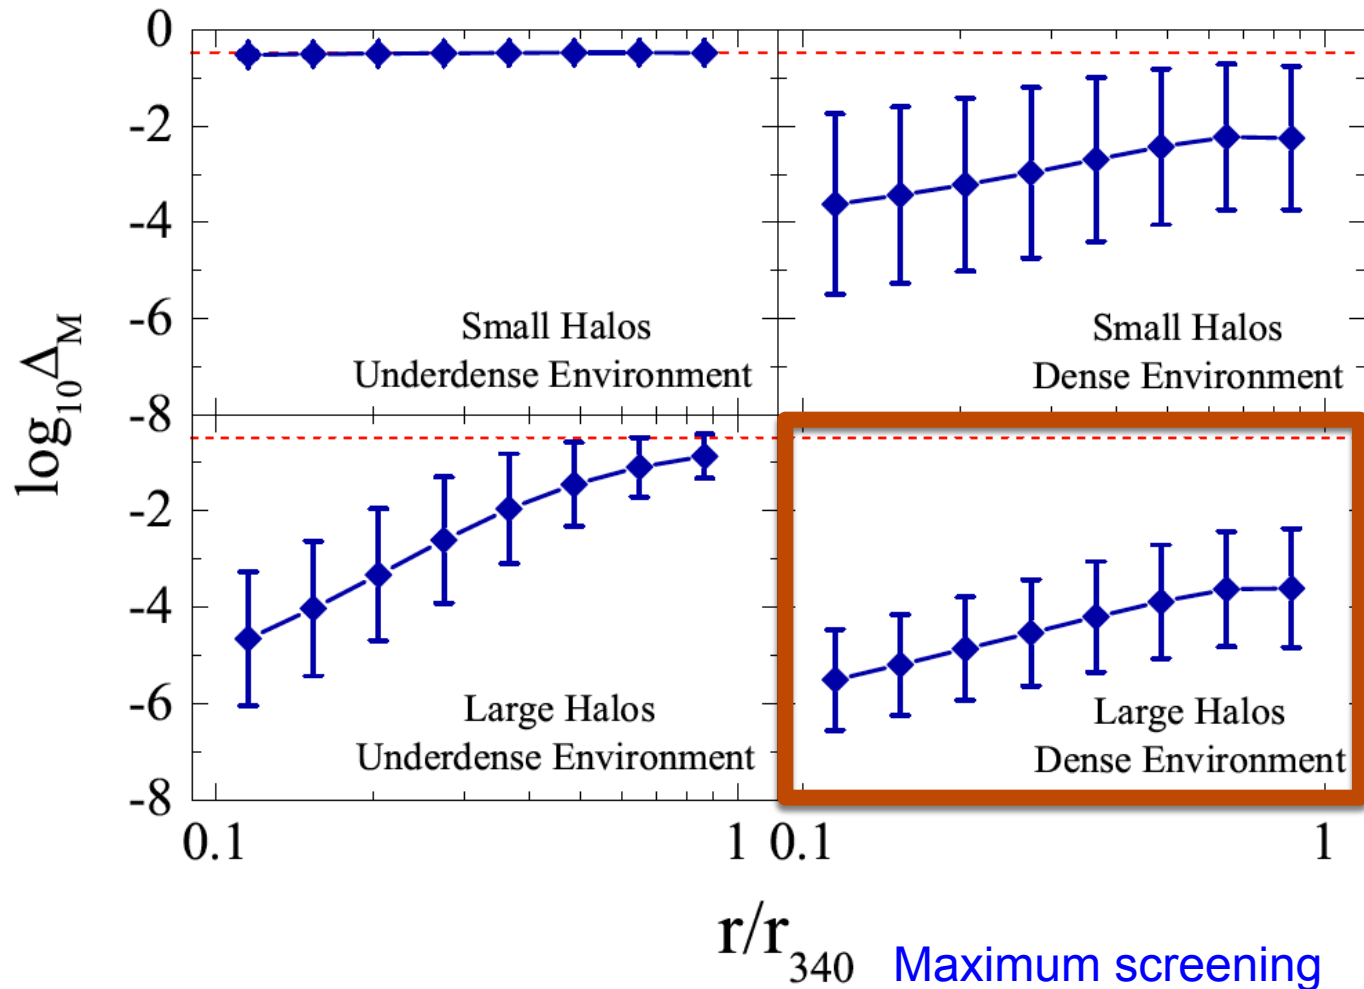 log₁₀Δ_M
0
-2
-4
-6
-8
Small Halos
Underdense Environment
Small Halos
Dense Environment
-2
-4
-6
-8
Large Halos
Underdense Environment
Large Halos
Dense Environment
0.1
1
0.1
1
r/r₃₄₀
Maximum screening